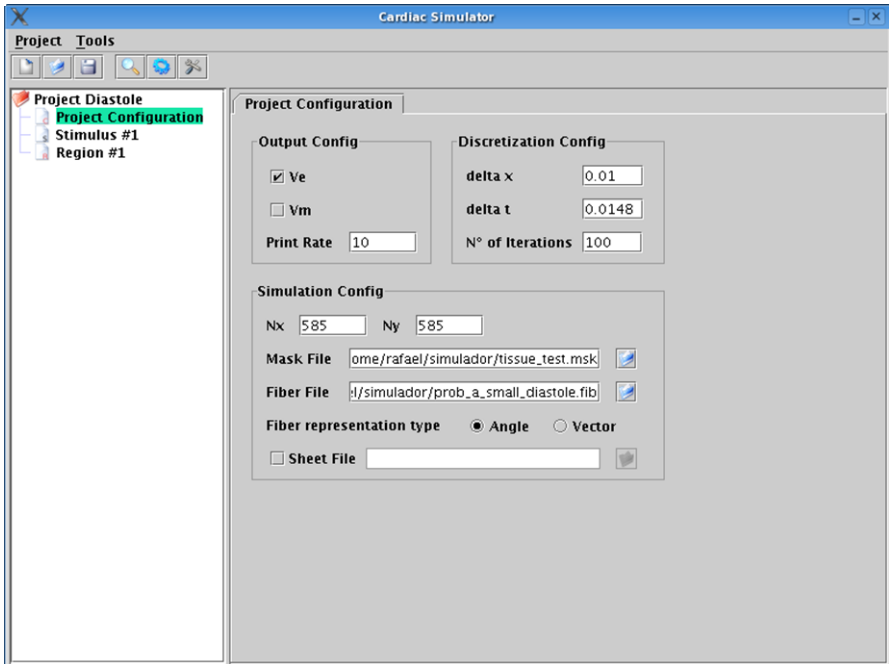 Cardiac Simulator
Project Tools
Project Diastole
Project Configuration
Stimulus #1
Region #1
Project Configuration
Output Config
Ve
Vm
Print Rate 10
Discretization Config
delta x 0.01
delta t 0.0148
N° of Iterations 100
Simulation Config
Nx 585 Ny 585
Mask File ome/rafael/simulador/tissue_test.msk
Fiber File l/simulador/prob_a_small_diastole.fib
Fiber representation type Angle Vector
Sheet File